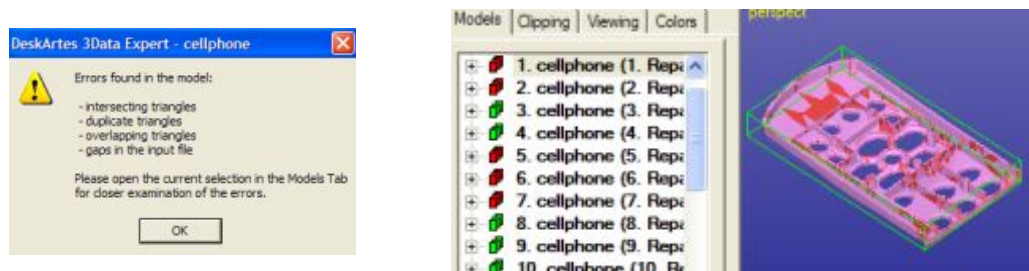 DeskArtes 3Data Expert - cellphone
Errors found in the model:
- intersecting triangles
- duplicate triangles
- overlapping triangles
- gaps in the input file
Please open the current selection in the Models Tab
for closer examination of the errors.
OK
Models Clipping Viewing Colors
1. cellphone (1. Repa
2. cellphone (2. Repa
3. cellphone (3. Repa
4. cellphone (4. Repa
5. cellphone (5. Repa
6. cellphone (6. Repa
7. cellphone (7. Repa
8. cellphone (8. Repa
9. cellphone (9. Repa
10. cellphone (10. Re
perspect